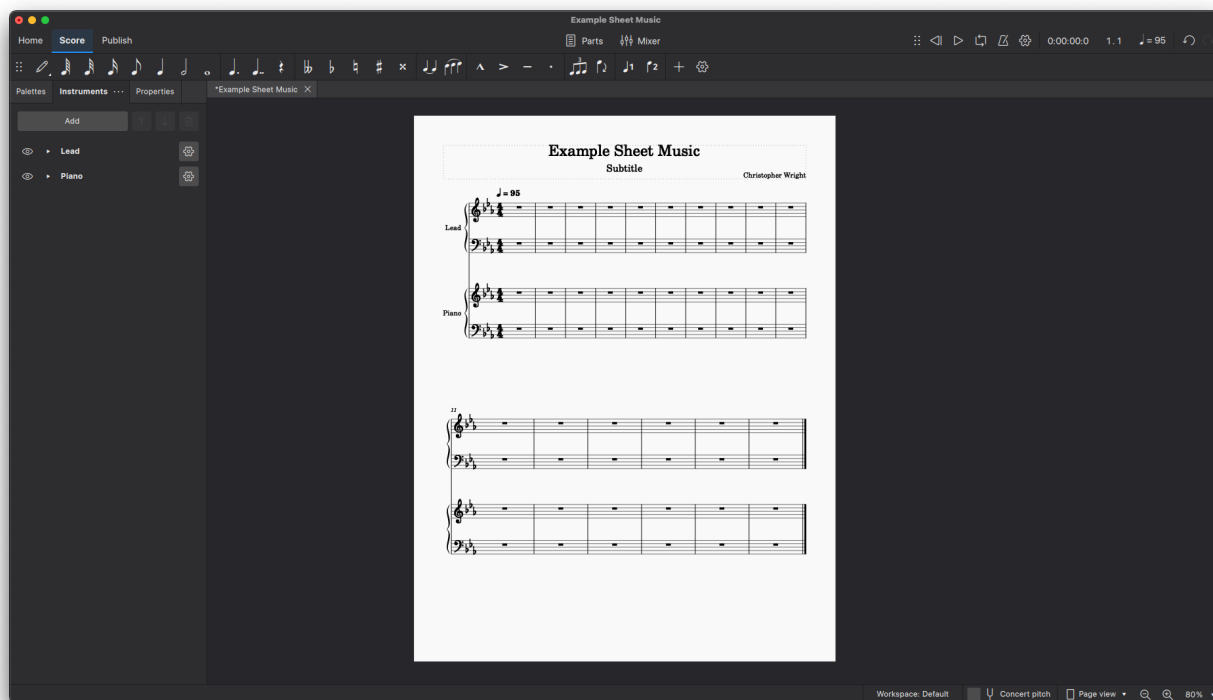 Example Sheet Music
Home Score Publish Parts Mixer 0:00:00:0 1. 1 = 95
1 2
Palettes Instruments Properties *Example Sheet Music
Add
Lead
Piano
Example Sheet Music
Subtitle
Christopher Wright
= 95
Lead
Piano
11
Workspace: Default Concert pitch Page view 80%